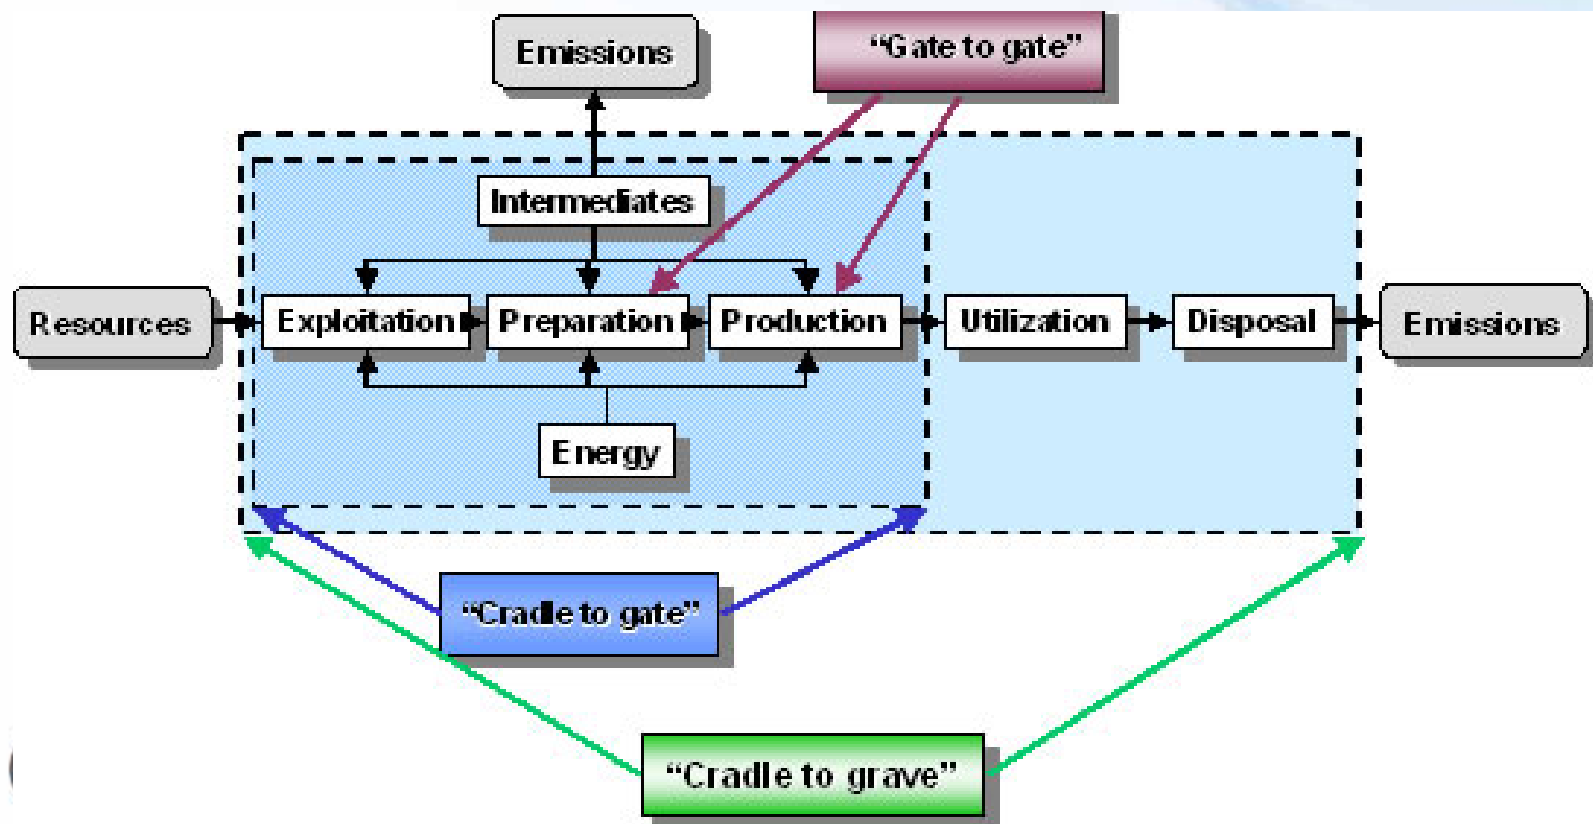 Emissions
“Gate to gate”
Intermediates
Resources
Exploitation
Preparation
Production
Utilization
Disposal
Emissions
Energy
“Cradle to gate”
“Cradle to grave”